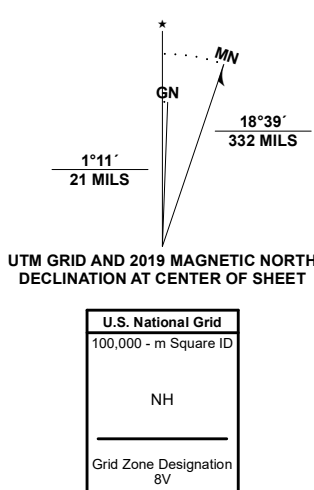 ★
MN
GN
18°39´
332 MILS
1°11´
21 MILS
UTM GRID AND 2019 MAGNETIC NORTH
DECLINATION AT CENTER OF SHEET
U.S. National Grid
100,000 - m Square ID
NH
Grid Zone Designation
8V